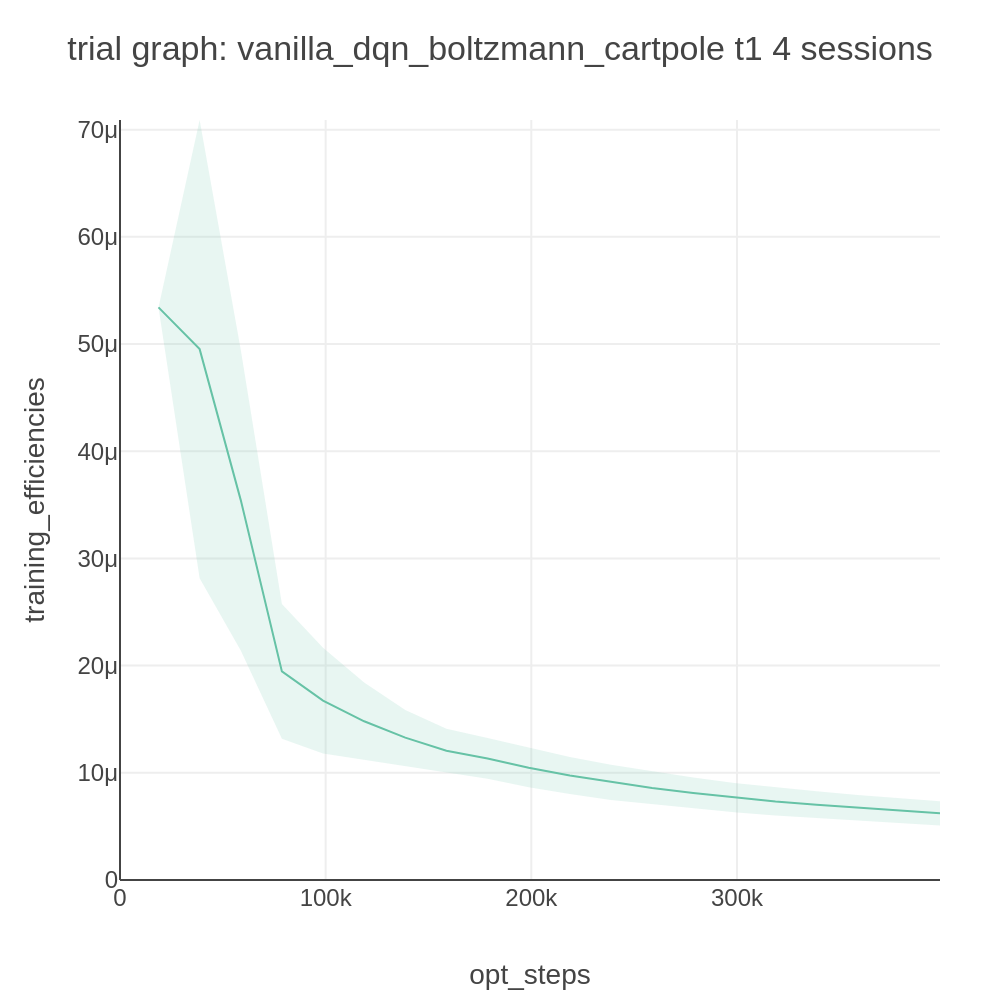 trial graph: vanilla_dqn_boltzmann_cartpole t1 4 sessions
70μ
60μ
50μ
40μ
30μ
20μ
10μ
0
training_efficiencies
0
100k
200k
300k
opt_steps